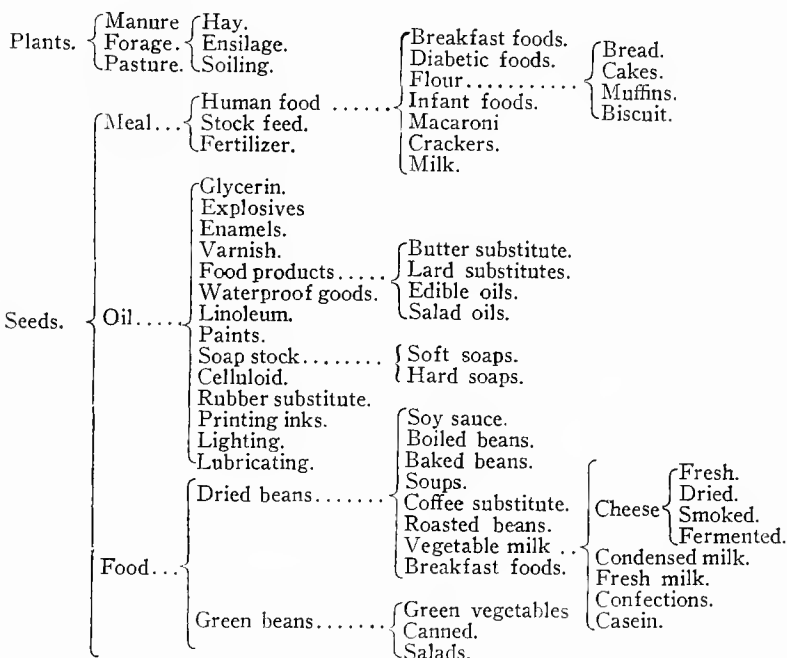 Manure Hay. 
Plants. Forage. Ensilage.
Pasture. Soiling.
Breakfast foods.
Diabetic foods. Bread.
Flour........... Cakes.
Human food ...... Infant foods. Muffins.
Meal... Stock feed. Macaroni Biscuit.
Fertilizer. Crackers.
Milk.
Glycerin.
Explosives
Enamels.
Varnish. Butter substitute.
Food products..... Lard substitutes.
Waterproof goods. Edible oils.
Seeds. Oil..... Linoleum. Salad oils.
Paints.
Soap stock........ Soft soaps.
Celluloid. Hard soaps.
Rubber substitute.
Printing inks. Soy sauce.
Lighting. Boiled beans.
Lubricating. Baked beans.
Soups. Fresh.
Dried beans....... Coffee substitute. Cheese Dried.
Roasted beans. Smoked.
Vegetable milk .. Fermented.
Food... Breakfast foods. Condensed milk.
Fresh milk.
Green vegetables Confections.
Green beans....... Canned. Casein.
Salads.